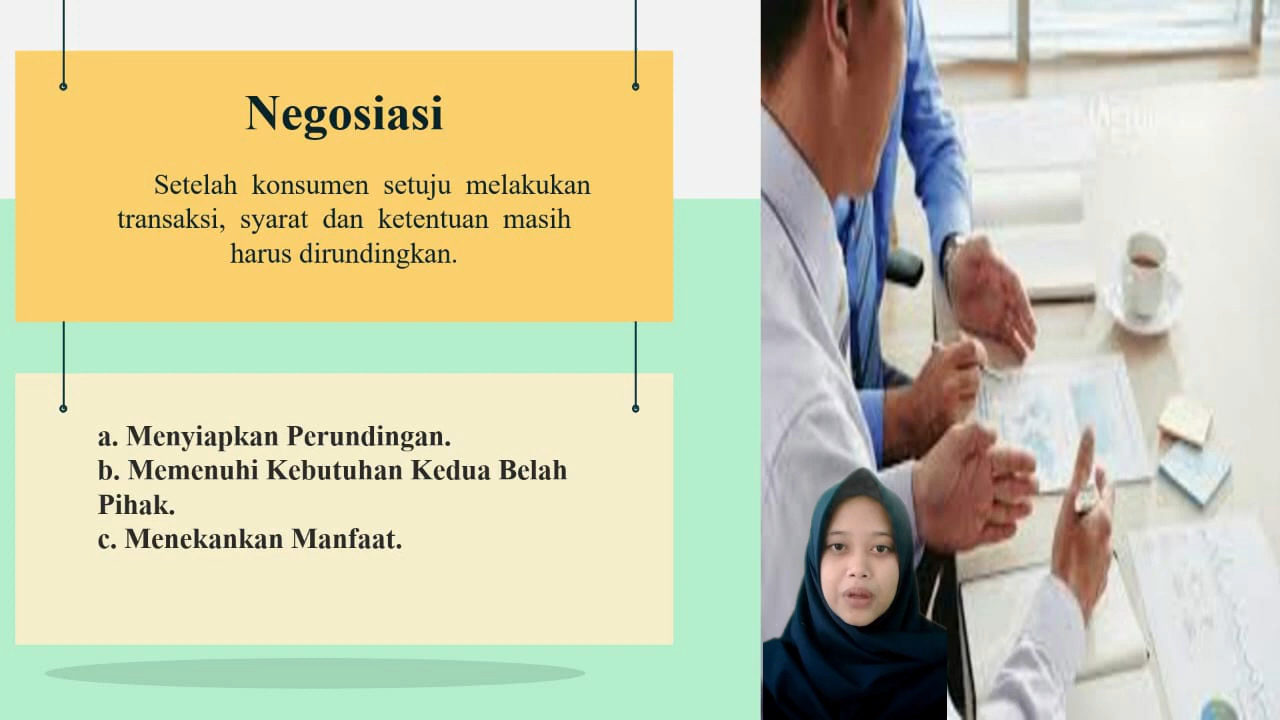 Negosiasi
Setelah konsumen setuju melakukan
transaksi, syarat dan ketentuan masih
harus dirundingkan.
a. Menyiapkan Perundingan.
b. Memenuhi Kebutuhan Kedua Belah
Pihak.
c. Menekankan Manfaat.